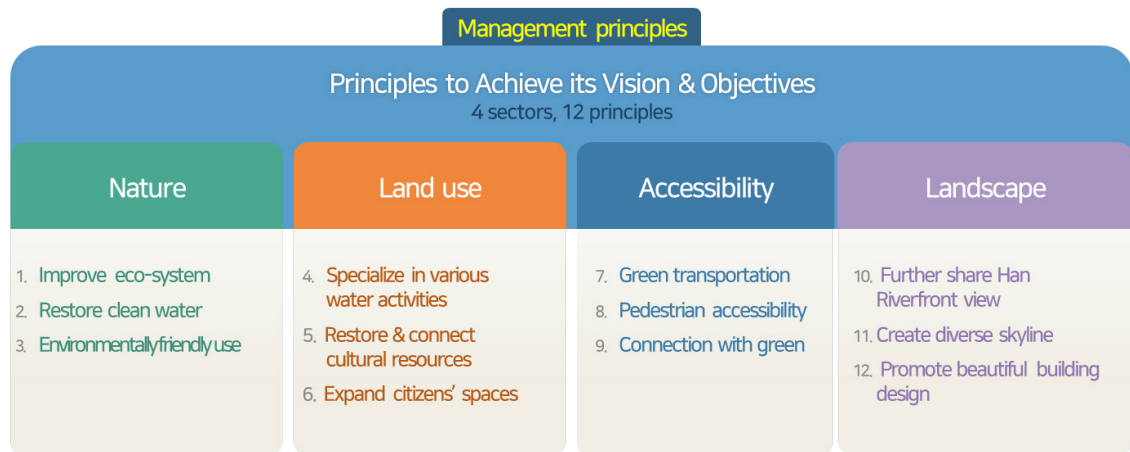 Management principles
Principles to Achieve its Vision & Objectives
4 sectors, 12 principles
Nature
1. Improve eco-system
2. Restore clean water
3. Environmentallyfriendly use
Land use
4. Specialize in various
water activities
5. Restore & connect
cultural resources
6. Expand citizens' spaces
Accessibility
7. Green transportation
8. Pedestrian accessibility
9. Connection with green
Landscape
10. Further share Han
Riverfront view
11. Create diverse skyline
12. Promote beautiful building
design